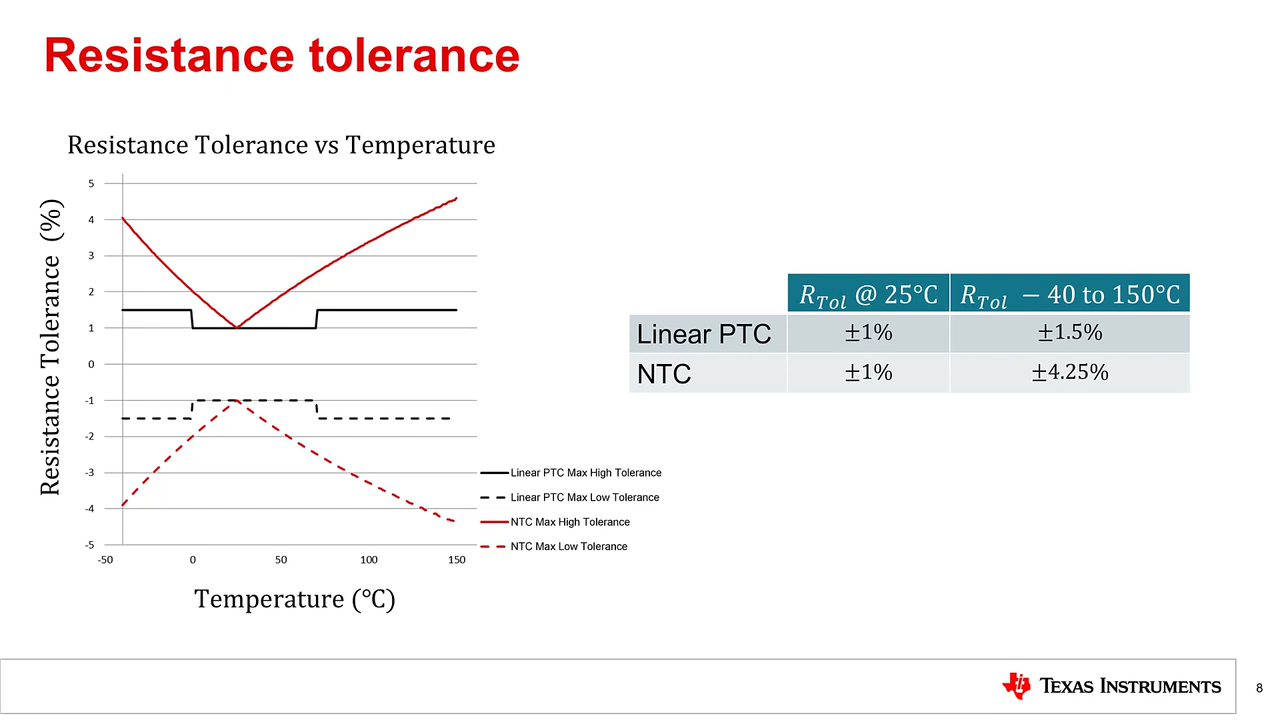 Resistance tolerance
Resistance Tolerance vs Temperature
Resistance Tolerance (%)
5
4
3
2
1
0
-1
-2
-3
-4
-5
-50 0 50 100 150
Temperature (°C)
Linear PTC Max High Tolerance
Linear PTC Max Low Tolerance
NTC Max High Tolerance
NTC Max Low Tolerance
R_Tol @ 25°C R_Tol − 40 to 150°C
Linear PTC ±1% ±1.5%
NTC ±1% ±4.25%
TEXAS INSTRUMENTS
8